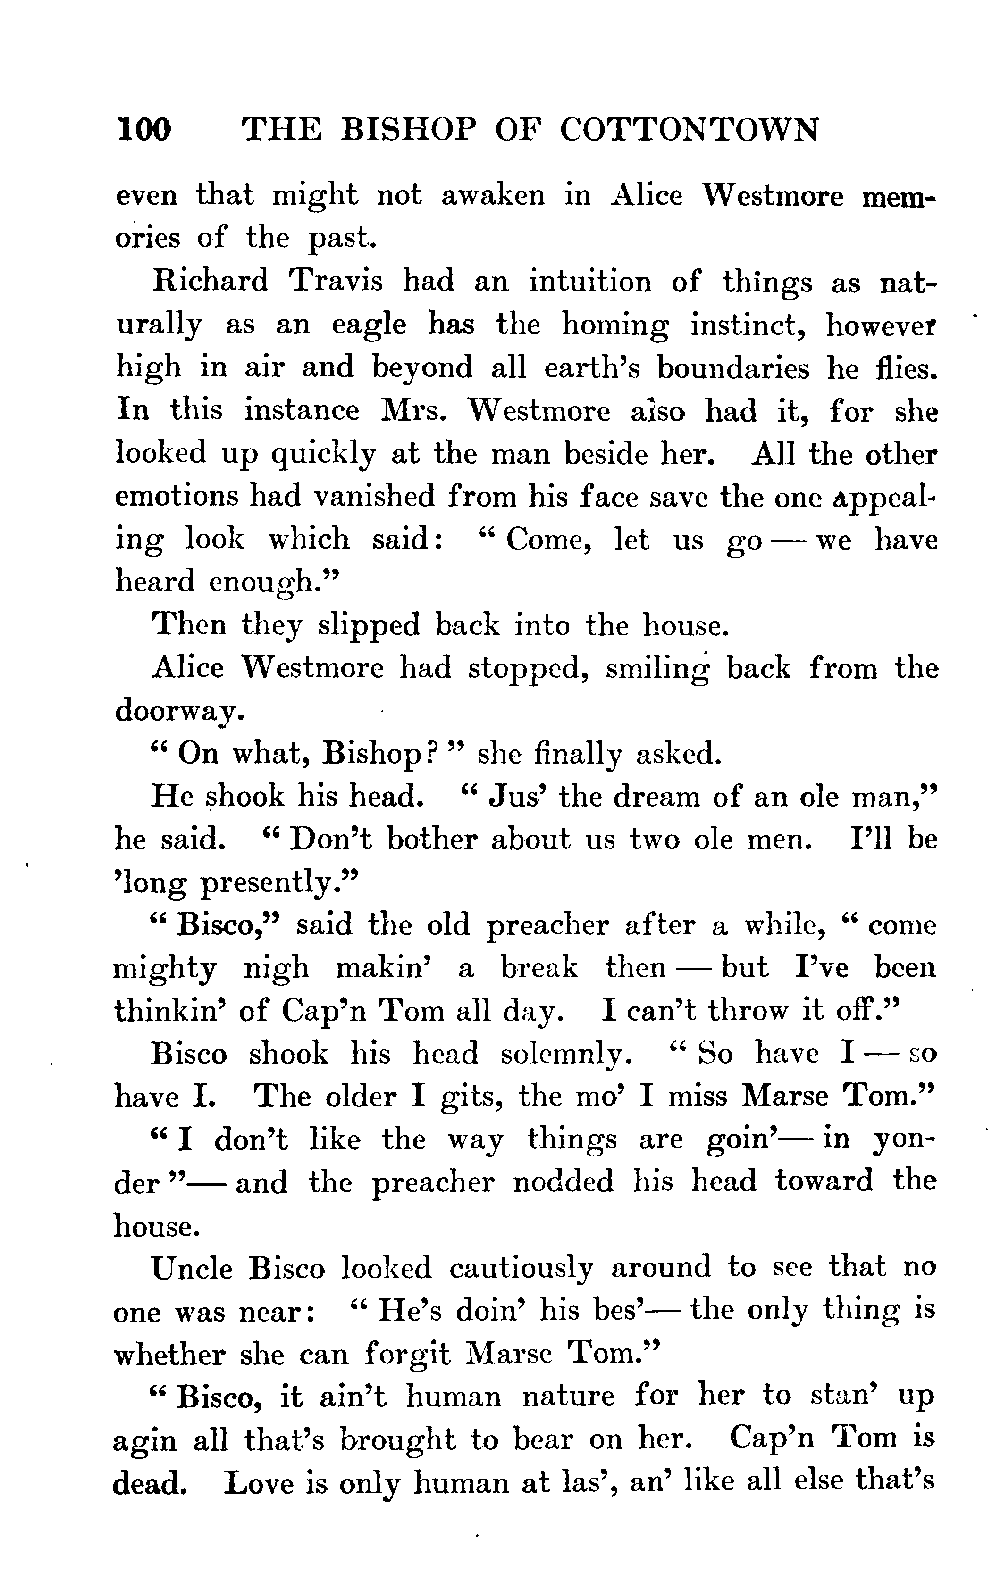 100 THE BISHOP OF COTTONTOWN
even that might not awaken in Alice Westmore mem-
ories of the past.
Richard Travis had an intuition of things as nat-
urally as an eagle has the homing instinct, however
high in air and beyond all earth's boundaries he flies.
In this instance Mrs. Westmore also had it, for she
looked up quickly at the man beside her. All the other
emotions had vanished from his face save the one appeal-
ing look which said: “ Come, let us go — we have
heard enough.”
Then they slipped back into the house.
Alice Westmore had stopped, smiling back from the
doorway.
“ On what, Bishop? ” she finally asked.
He shook his head. “ Jus' the dream of an ole man,”
he said. “ Don't bother about us two ole men. I'll be
'long presently.”
“ Bisco,” said the old preacher after a while, “ come
mighty nigh makin' a break then — but I've been
thinkin' of Cap'n Tom all day. I can't throw it off.”
Bisco shook his head solemnly. “ So have I — so
have I. The older I gits, the mo' I miss Marse Tom.”
“ I don't like the way things are goin'— in yon-
der ”— and the preacher nodded his head toward the
house.
Uncle Bisco looked cautiously around to see that no
one was near: “ He's doin' his bes'— the only thing is
whether she can forgit Marse Tom.”
“ Bisco, it ain't human nature for her to stan' up
agin all that's brought to bear on her. Cap'n Tom is
dead. Love is only human at las', an' like all else that's